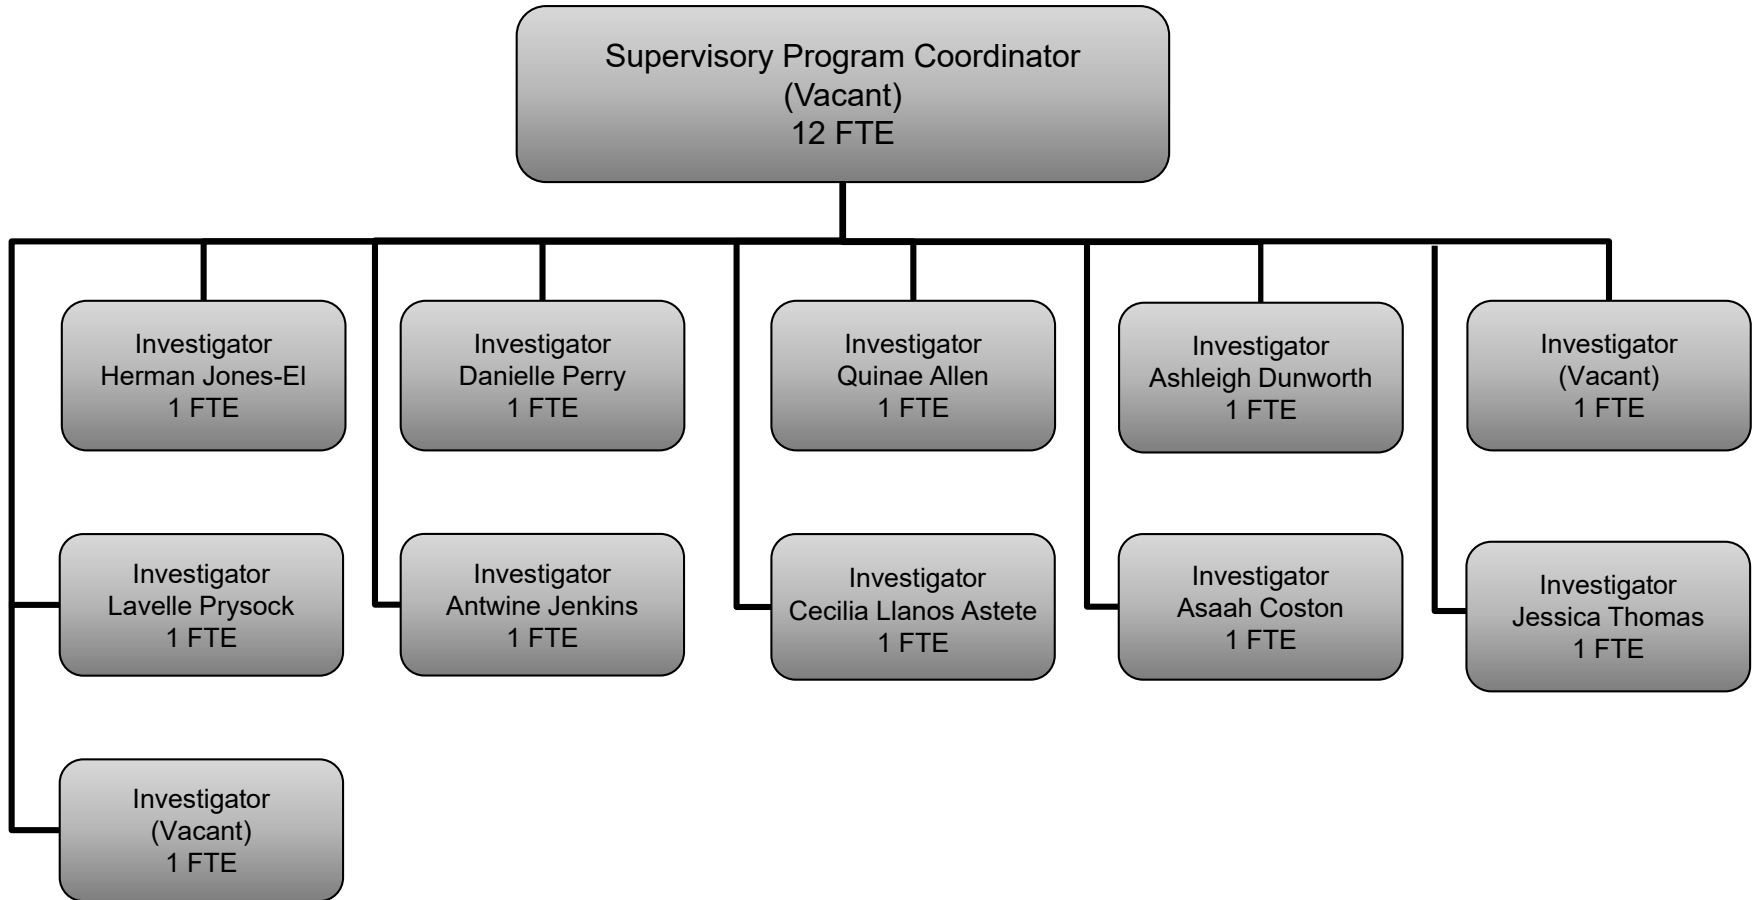 Supervisory Program Coordinator
(Vacant)
12 FTE
Investigator
Herman Jones-El
1 FTE
Investigator
Danielle Perry
1 FTE
Investigator
Quinae Allen
1 FTE
Investigator
Ashleigh Dunworth
1 FTE
Investigator
(Vacant)
1 FTE
Investigator
Lavelle Prysock
1 FTE
Investigator
Antwine Jenkins
1 FTE
Investigator
Cecilia Llanos Astete
1 FTE
Investigator
Asaah Coston
1 FTE
Investigator
Jessica Thomas
1 FTE
Investigator
(Vacant)
1 FTE